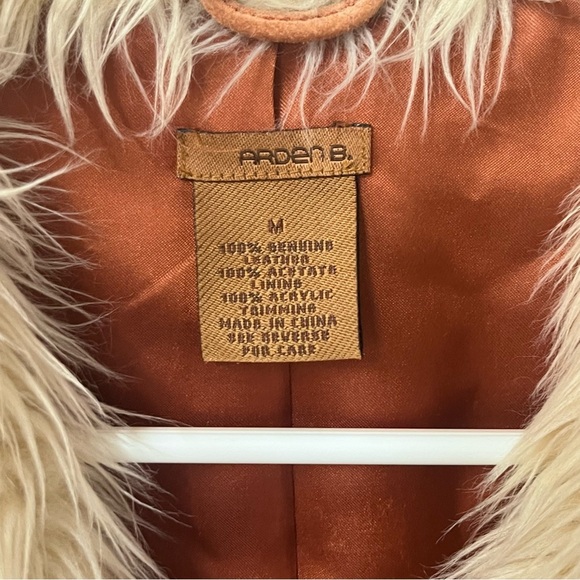 ARDEN B.
M
100% GENUINE
LEATHER
100% ACETATE
LINING
100% ACRYLIC
TRIMMING
MADE IN CHINA
SEE REVERSE
FOR CARE